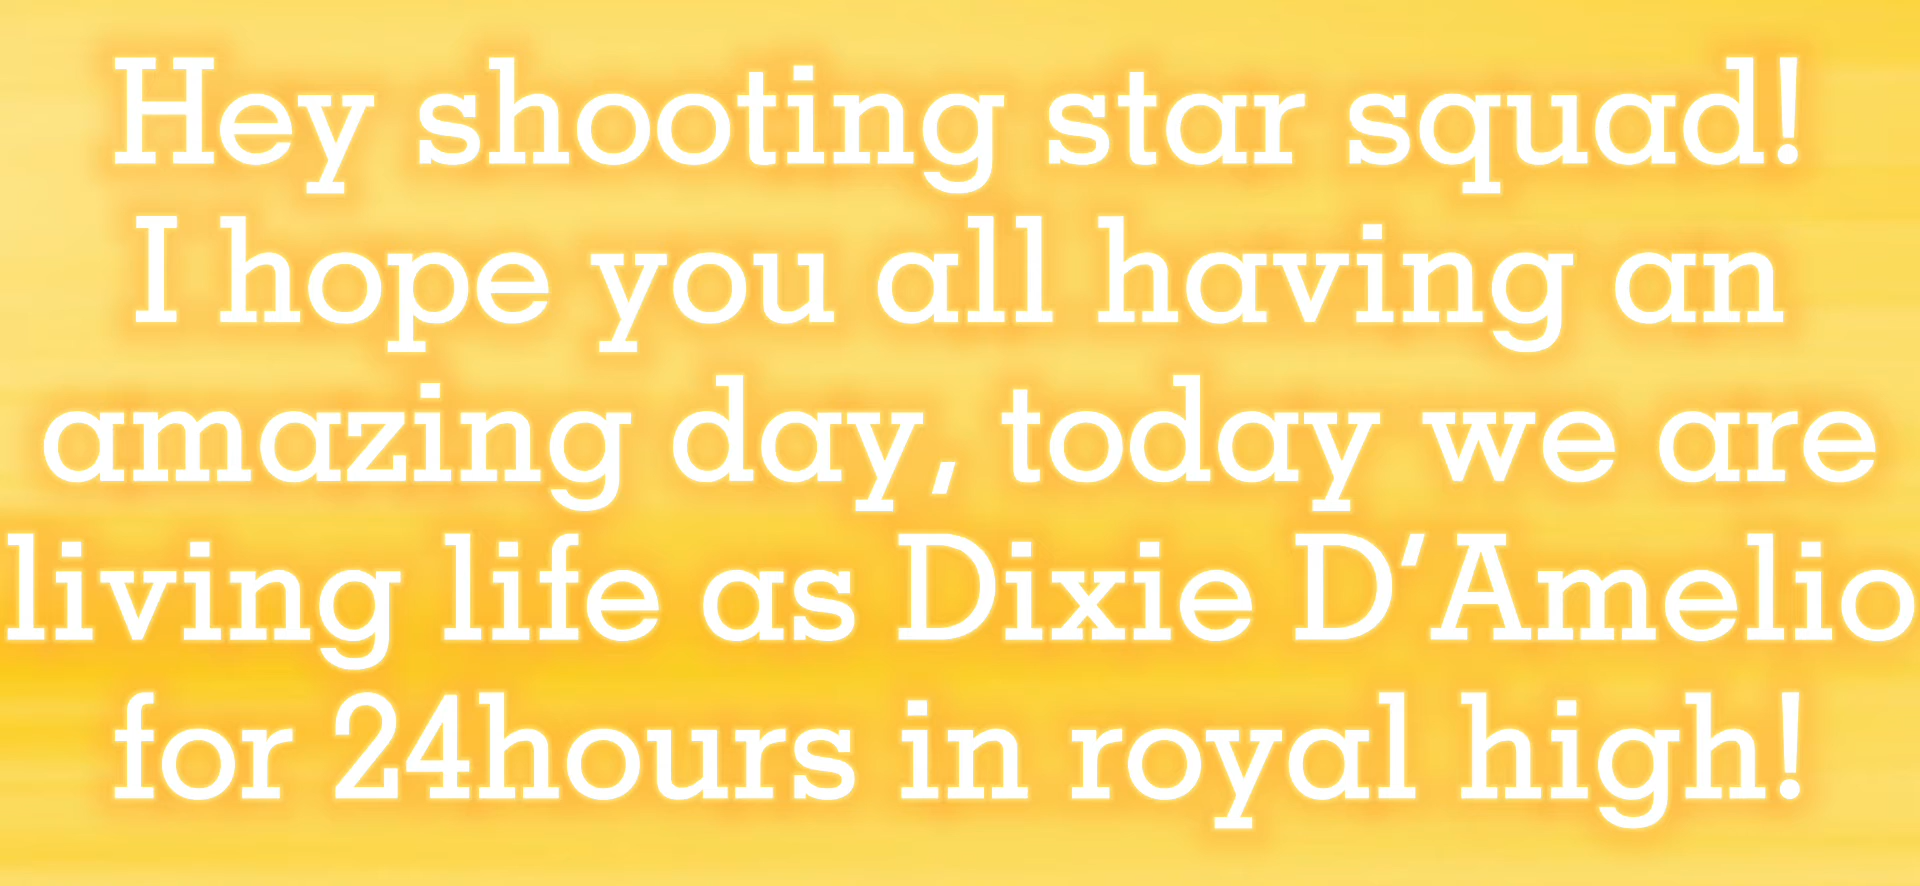 Hey shooting star squad!
I hope you all having an
amazing day, today we are
living life as Dixie D'Amelio
for 24hours in royal high!